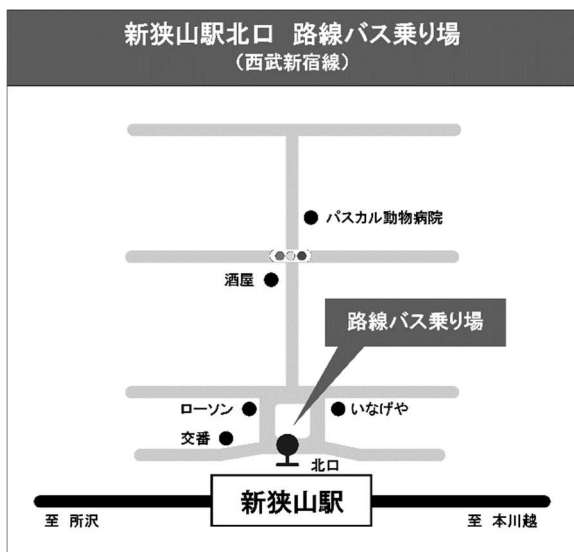 新狭山駅北口 路線バス乗り場
(西武新宿線)
パスカル動物病院
酒屋
路線バス乗り場
ローソン
いなげや
交番
北口
新狭山駅
至 所沢
至 本川越